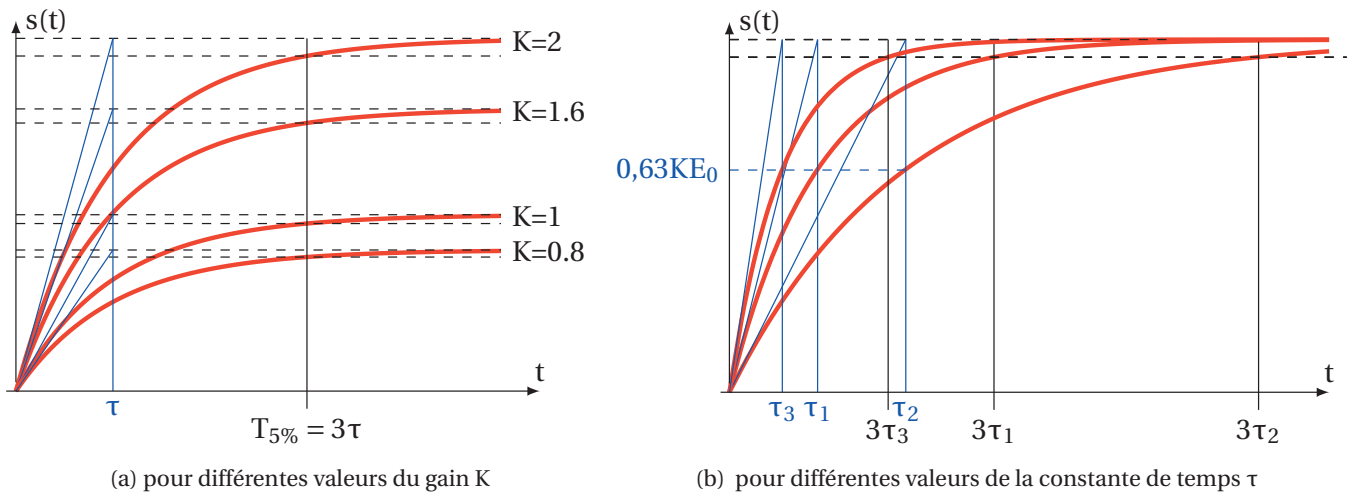 s(t)
K=2
K=1.6
K=1
K=0.8
t
τ
T5% = 3τ
(a) pour différentes valeurs du gain K
s(t)
0,63KE0
t
τ3 τ1 τ2
3τ3 3τ1 3τ2
(b) pour différentes valeurs de la constante de temps τ